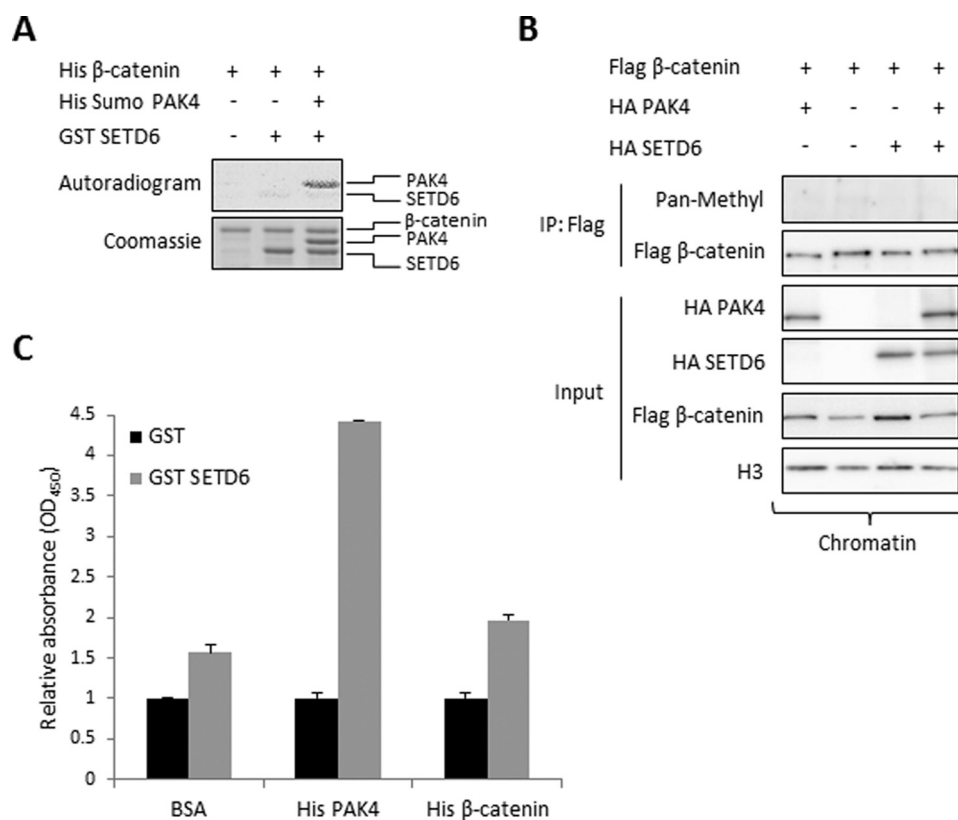 A
His β-catenin + + +
His Sumo PAK4 - - +
GST SETD6 - + +
Autoradiogram
PAK4
SETD6
Coomassie
β-catenin
PAK4
SETD6
B
Flag β-catenin + + + +
HA PAK4 + - - +
HA SETD6 - - + +
IP: Flag
Pan-Methyl
Flag β-catenin
Input
HA PAK4
HA SETD6
Flag β-catenin
H3
Chromatin
C
Relative absorbance (OD450)
4.5
4
3.5
3
2.5
2
1.5
1
0.5
0
GST
GST SETD6
BSA
His PAK4
His β-catenin